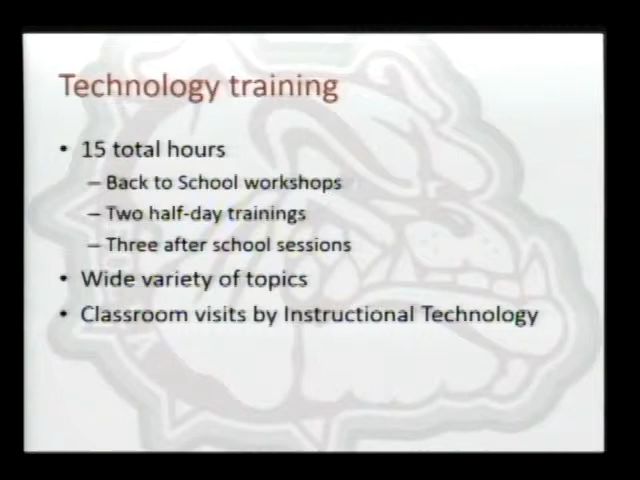 Technology training
• 15 total hours
– Back to School workshops
– Two half-day trainings
– Three after school sessions
• Wide variety of topics
• Classroom visits by Instructional Technology